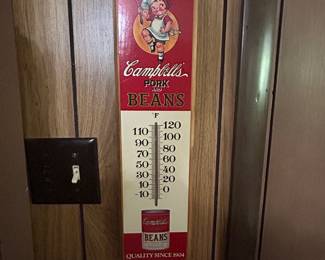 Campbell's
PORK
AND
BEANS
°F
120
110
100
90
80
70
60
50
40
30
20
10
0
-10
Campbell's
BEANS
QUALITY SINCE 1904